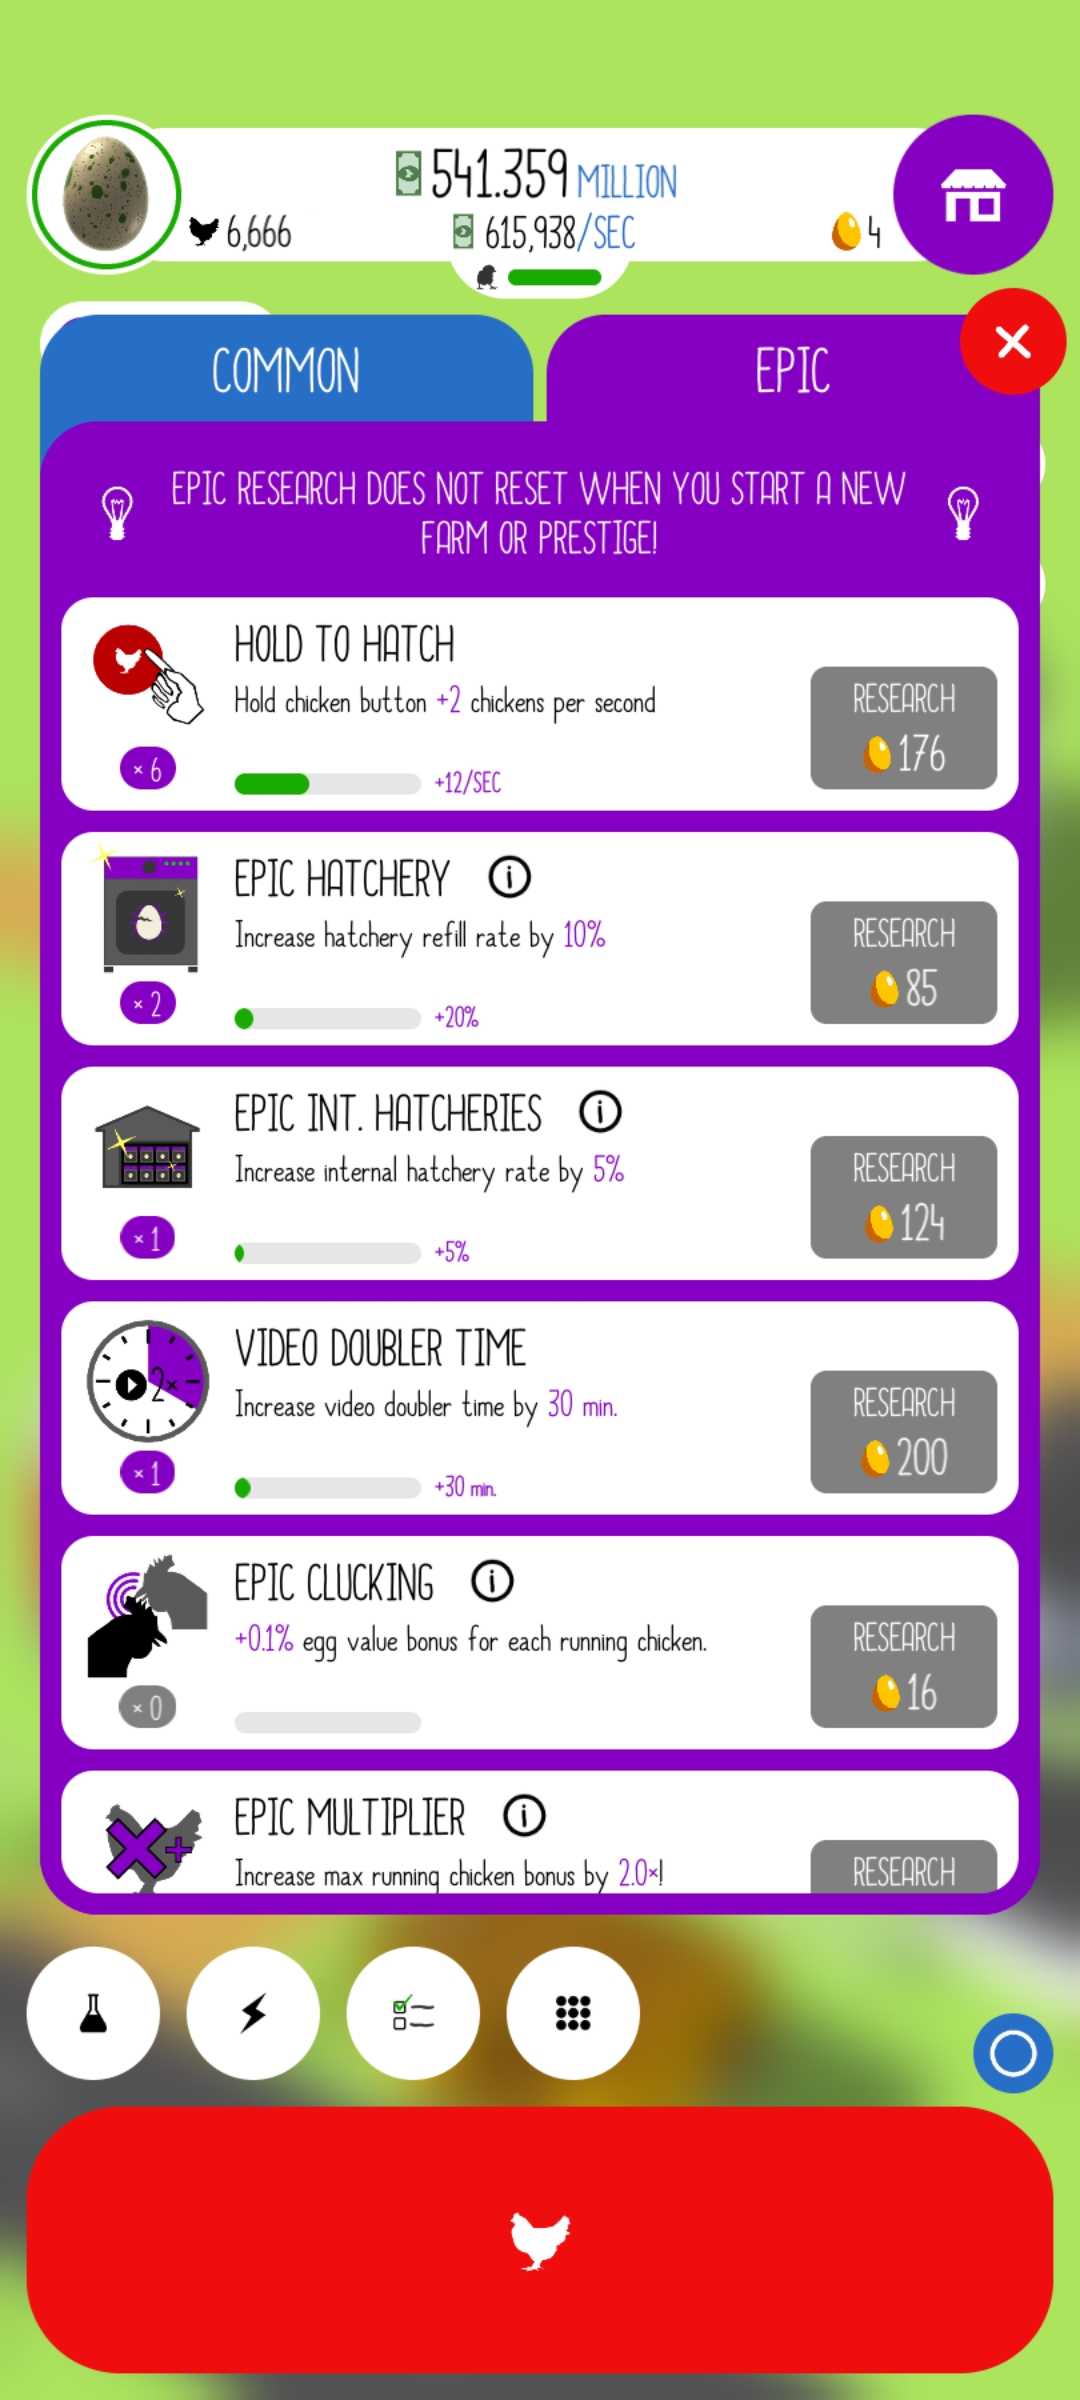 541.359 MILLION
6,666
615,938/SEC
4
COMMON
EPIC
EPIC RESEARCH DOES NOT RESET WHEN YOU START A NEW
FARM OR PRESTIGE!
HOLD TO HATCH
Hold chicken button +2 chickens per second
RESEARCH
176
× 6
+12/SEC
EPIC HATCHERY
Increase hatchery refill rate by 10%
RESEARCH
85
× 2
+20%
EPIC INT. HATCHERIES
Increase internal hatchery rate by 5%
RESEARCH
124
× 1
+5%
VIDEO DOUBLER TIME
2×
Increase video doubler time by 30 min.
RESEARCH
200
× 1
+30 min.
EPIC CLUCKING
+0.1% egg value bonus for each running chicken.
RESEARCH
16
× 0
EPIC MULTIPLIER
Increase max running chicken bonus by 2.0×!
RESEARCH